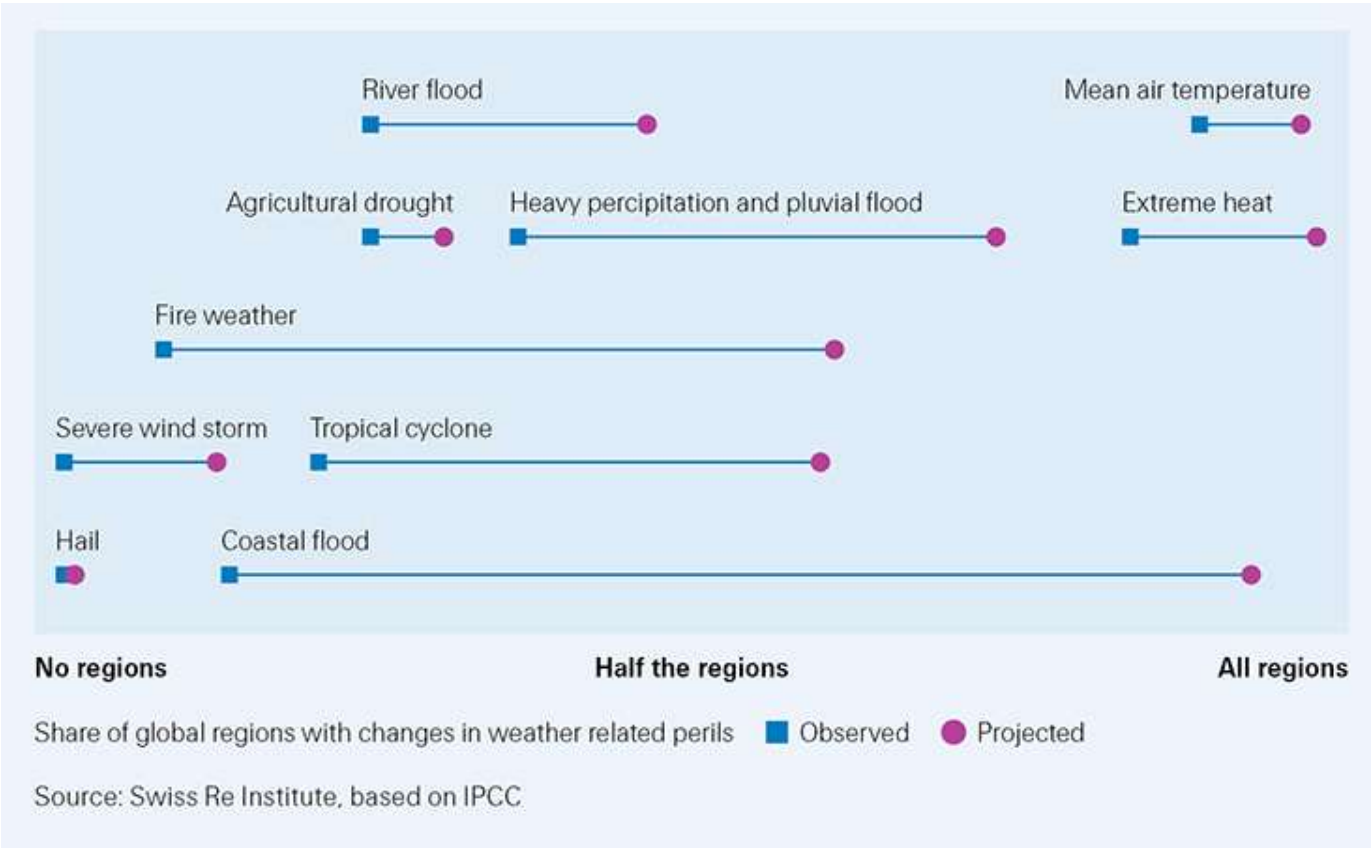 River flood
Mean air temperature
Agricultural drought
Heavy percipitation and pluvial flood
Extreme heat
Fire weather
Severe wind storm
Tropical cyclone
Hail
Coastal flood
No regions
Half the regions
All regions
Share of global regions with changes in weather related perils
Observed
Projected
Source: Swiss Re Institute, based on IPCC